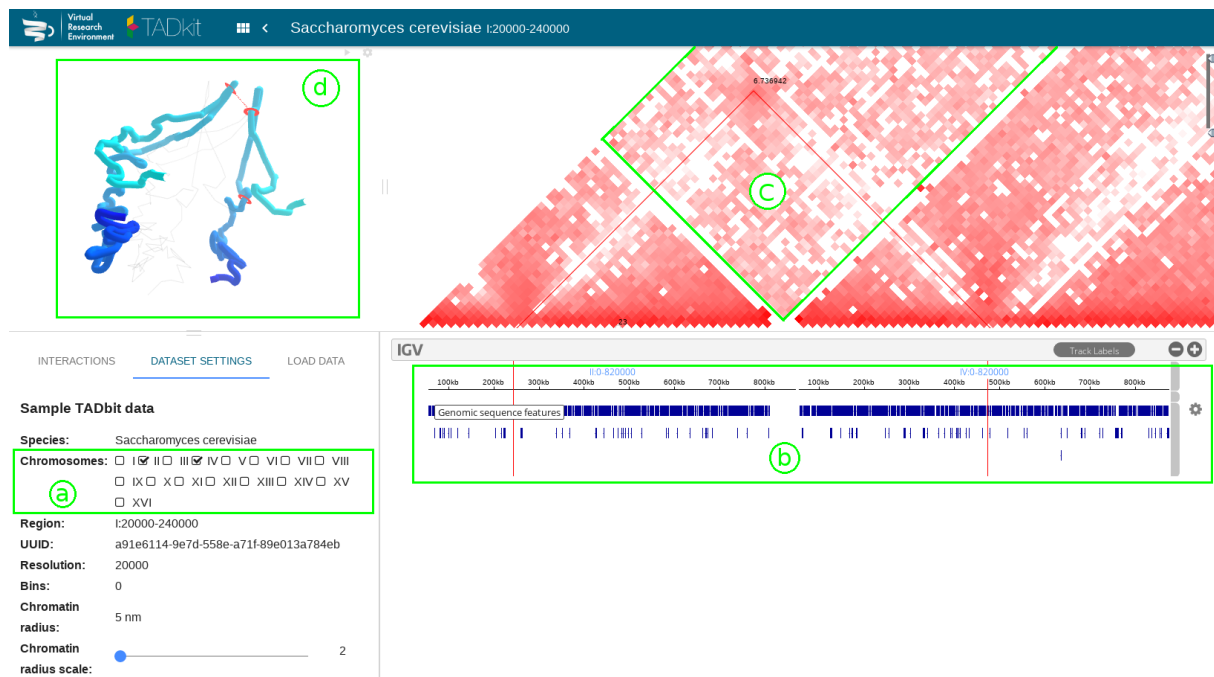 Virtual
Research
Environment
TADkit
Saccharomyces cerevisiae I:20000-240000
d
6.736942
c
23
INTERACTIONS DATASET SETTINGS LOAD DATA
Sample TADbit data
Species: Saccharomyces cerevisiae
Chromosomes: I II III IV V VI VII VIII
IX X XI XII XIII XIV XV
XVI
a
Region: I:20000-240000
UUID: a91e6114-9e7d-558e-a71f-89e013a784eb
Resolution: 20000
Bins: 0
Chromatin
radius: 5 nm
Chromatin
radius scale: 2
IGV Track Labels
II:0-820000 IV:0-820000
100kb 200kb 300kb 400kb 500kb 600kb 700kb 800kb 100kb 200kb 300kb 400kb 500kb 600kb 700kb 800kb
Genomic sequence features
b